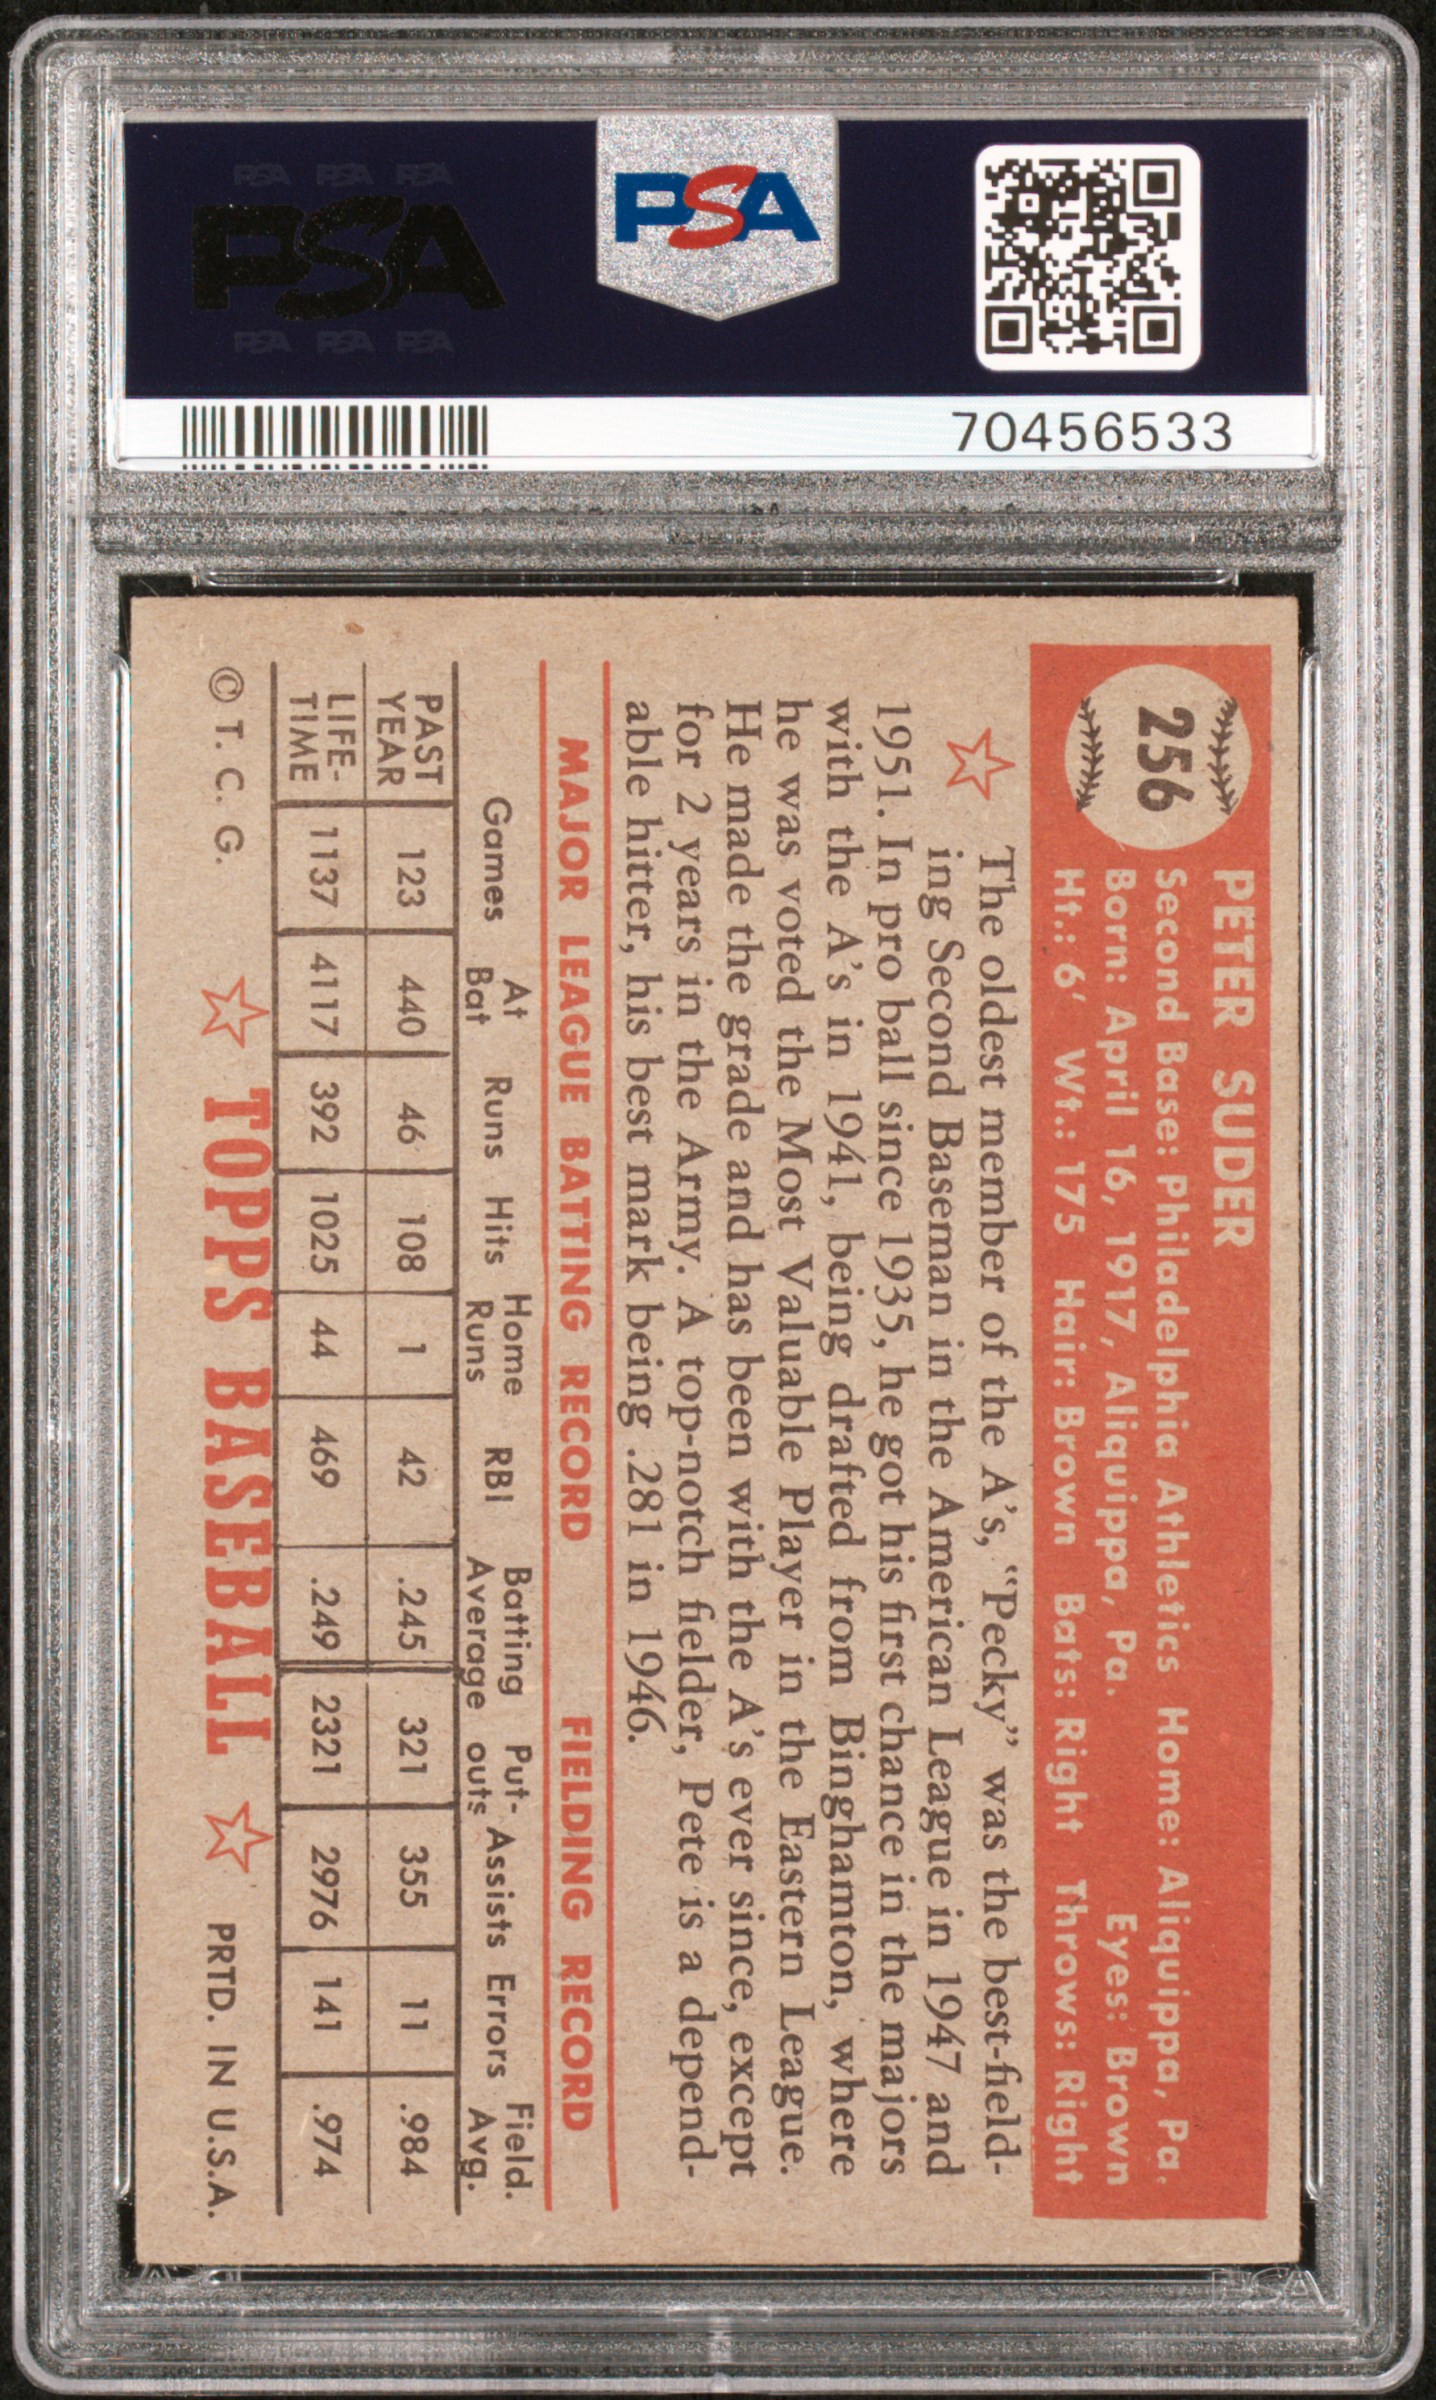 PSA PSA PSA
PSA
PSA PSA PSA
PSA
70456533
256
PETER SUDER
Second Base: Philadelphia Athletics Home: Aliquippa, Pa.
Born: April 16, 1917, Aliquippa, Pa. Eyes: Brown
Ht.: 6' Wt.: 175 Hair: Brown Bats: Right Throws: Right
The oldest member of the A's, "Pecky" was the best-field-
ing Second Baseman in the American League in 1947 and
1951. In pro ball since 1935, he got his first chance in the majors
with the A's in 1941, being drafted from Binghamton, where
he was voted the Most Valuable Player in the Eastern League.
He made the grade and has been with the A's ever since, except
for 2 years in the Army. A top-notch fielder, Pete is a depend-
able hitter, his best mark being .281 in 1946.
MAJOR LEAGUE BATTING RECORD FIELDING RECORD
Games At Bat Runs Hits Home Runs RBI Batting Average Put-outs Assists Errors Field. Avg.
PAST YEAR 123 440 46 108 1 42 .245 321 355 11 .984
LIFE-TIME 1137 4117 392 1025 44 469 .249 2321 2976 141 .974
© T. C. G. TOPPS BASEBALL PRTD. IN U.S.A.
PSA